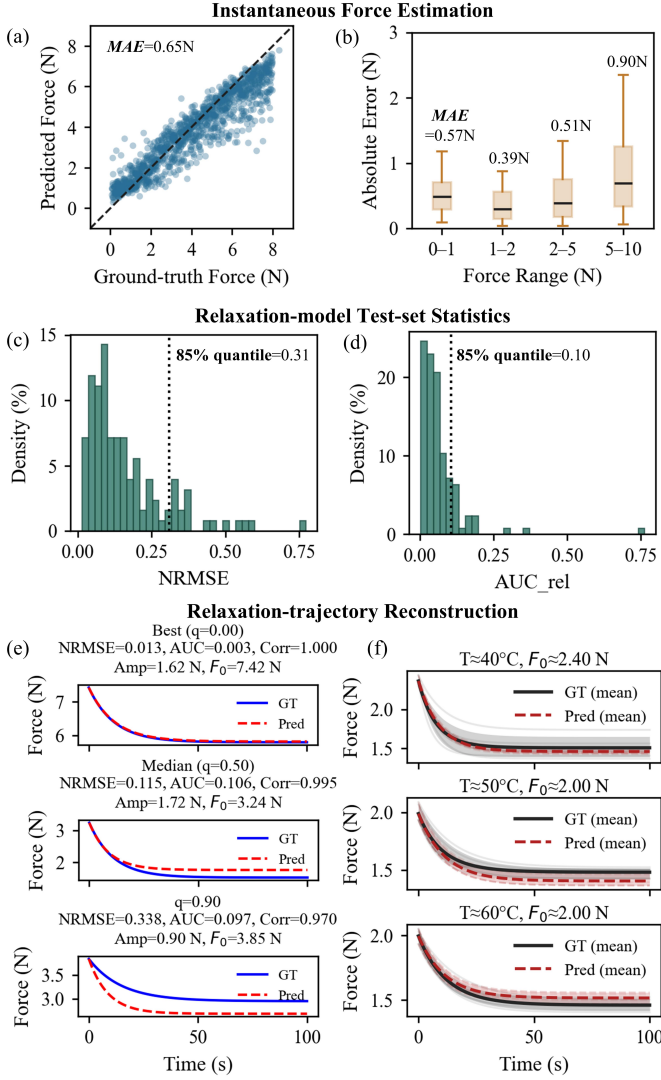 Instantaneous Force Estimation
(a)
MAE=0.65N
Predicted Force (N)
8
6
4
2
0
0 2 4 6 8
Ground–truth Force (N)
(b)
Absolute Error (N)
3
2
1
0
MAE
=0.57N
0.39N
0.51N
0.90N
0–1 1–2 2–5 5–10
Force Range (N)
Relaxation-model Test-set Statistics
(c)
85% quantile=0.31
Density (%)
15
10
5
0
0.00 0.25 0.50 0.75
NRMSE
(d)
85% quantile=0.10
Density (%)
20
10
0
0.00 0.25 0.50 0.75
AUC_rel
Relaxation-trajectory Reconstruction
(e)
Best (q=0.00)
NRMSE=0.013, AUC=0.003, Corr=1.000
Amp=1.62 N, F₀≈7.42 N
Force (N)
7
6
GT
Pred
Median (q=0.50)
NRMSE=0.115, AUC=0.106, Corr=0.995
Amp=1.72 N, F₀≈3.24 N
Force (N)
3
2
GT
Pred
q=0.90
NRMSE=0.338, AUC=0.097, Corr=0.970
Amp=0.90 N, F₀≈3.85 N
Force (N)
3.5
3.0
GT
Pred
0 50 100
Time (s)
(f)
T≈40°C, F₀≈2.40 N
Force (N)
2.0
1.5
GT (mean)
Pred (mean)
T≈50°C, F₀≈2.00 N
Force (N)
2.0
1.5
GT (mean)
Pred (mean)
T≈60°C, F₀≈2.00 N
Force (N)
2.0
1.5
GT (mean)
Pred (mean)
0 50 100
Time (s)